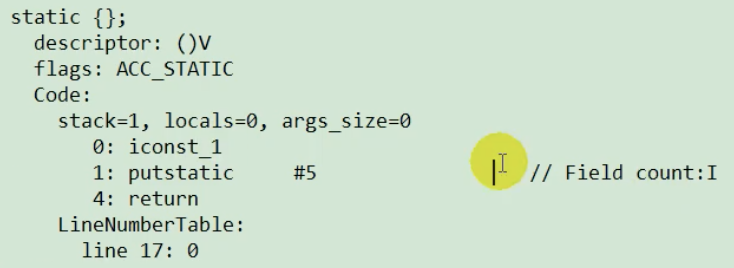 static {};
descriptor: ()V
flags: ACC_STATIC
Code:
stack=1, locals=0, args_size=0
0: iconst_1
1: putstatic #5 // Field count:I
4: return
LineNumberTable:
line 17: 0